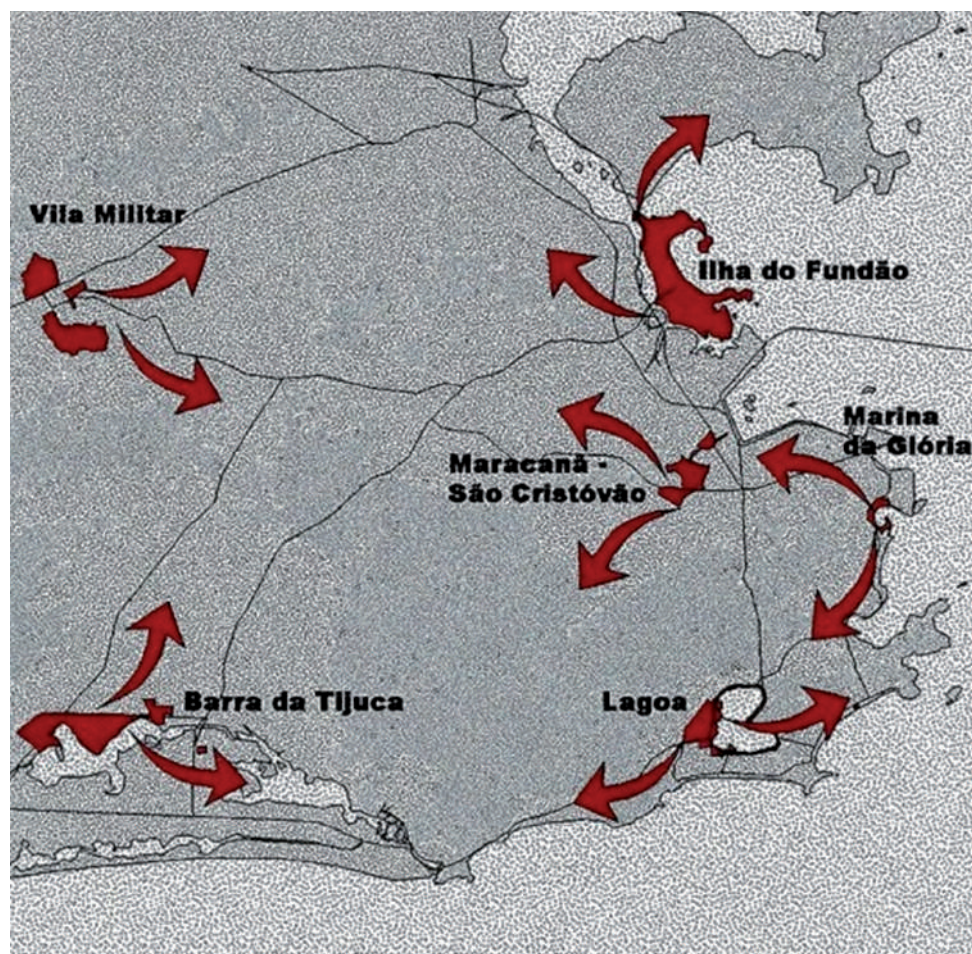 Vila Militar
Ilha do Fundão
Marina
da Glória
Maracanã -
São Cristóvão
Barra da Tijuca
Lagoa